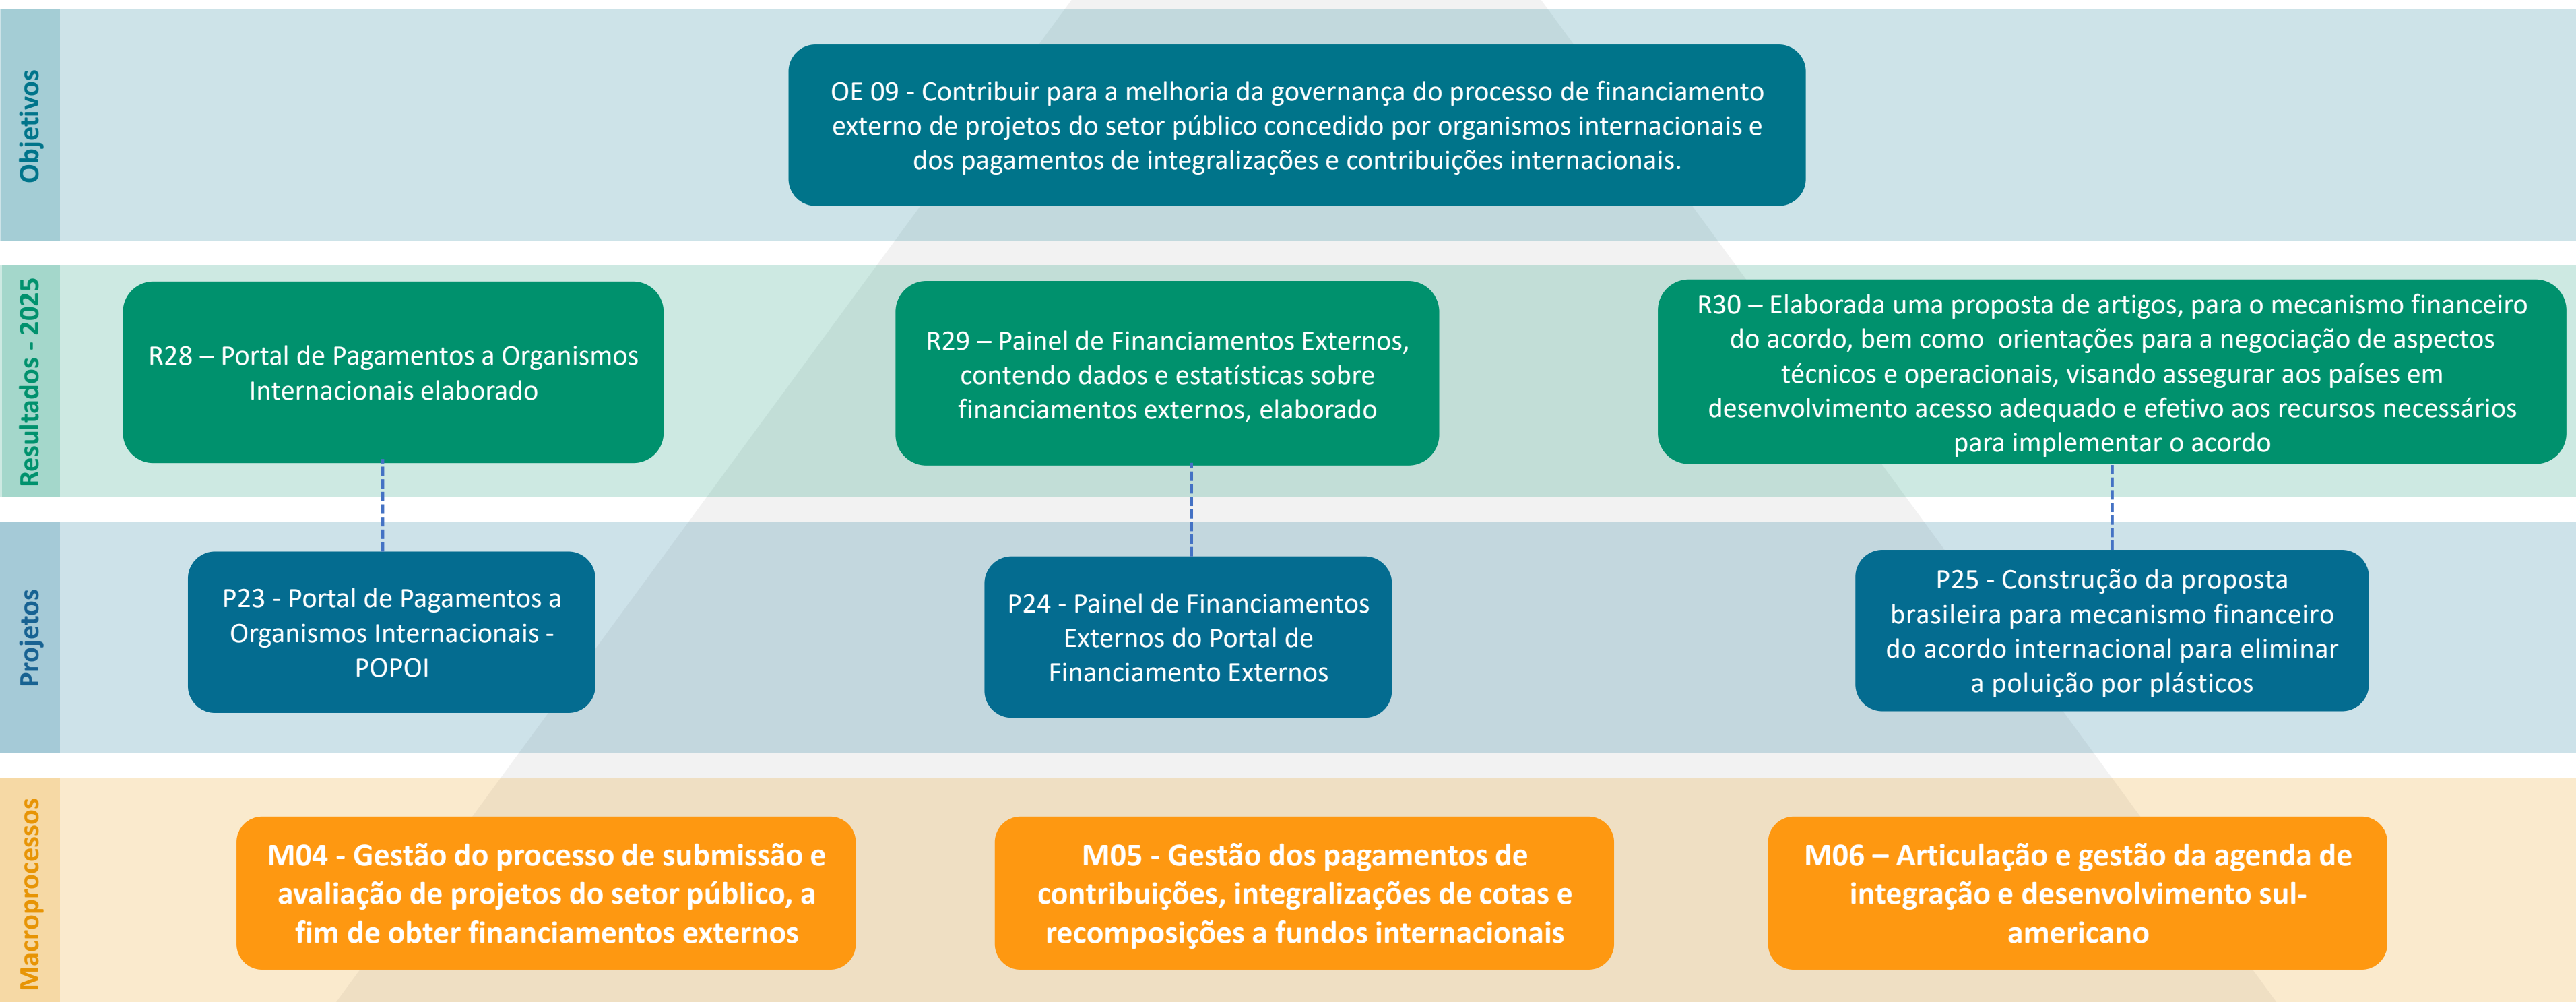 Objetivos
OE 09 - Contribuir para a melhoria da governança do processo de financiamento
externo de projetos do setor público concedido por organismos internacionais e
dos pagamentos de integralizações e contribuições internacionais.
Resultados - 2025
R28 – Portal de Pagamentos a Organismos
Internacionais elaborado
R29 – Painel de Financiamentos Externos,
contendo dados e estatísticas sobre
financiamentos externos, elaborado
R30 – Elaborada uma proposta de artigos, para o mecanismo financeiro
do acordo, bem como  orientações para a negociação de aspectos
técnicos e operacionais, visando assegurar aos países em
desenvolvimento acesso adequado e efetivo aos recursos necessários
para implementar o acordo
Projetos
P23 - Portal de Pagamentos a
Organismos Internacionais -
POPOI
P24 - Painel de Financiamentos
Externos do Portal de
Financiamento Externos
P25 - Construção da proposta
brasileira para mecanismo financeiro
do acordo internacional para eliminar
a poluição por plásticos
Macroprocessos
M04 - Gestão do processo de submissão e
avaliação de projetos do setor público, a
fim de obter financiamentos externos
M05 - Gestão dos pagamentos de
contribuições, integralizações de cotas e
recomposições a fundos internacionais
M06 – Articulação e gestão da agenda de
integração e desenvolvimento sul-
americano